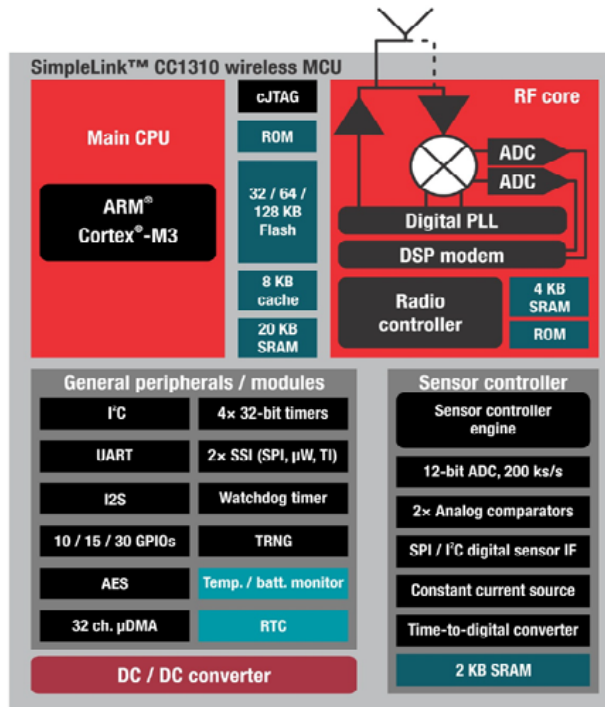 SimpleLink™ CC1310 wireless MCU
Main CPU
ARM®
Cortex®-M3
cJTAG
ROM
32 / 64 /
128 KB
Flash
8 KB
cache
20 KB
SRAM
RF core
ADC
ADC
Digital PLL
DSP modem
Radio
controller
4 KB
SRAM
ROM
General peripherals / modules
I²C
4× 32-bit timers
UART
2× SSI (SPI, µW, TI)
I2S
Watchdog timer
10 / 15 / 30 GPIOs
TRNG
AES
Temp. / batt. monitor
32 ch. µDMA
RTC
Sensor controller
Sensor controller
engine
12-bit ADC, 200 ks/s
2× Analog comparators
SPI / I²C digital sensor IF
Constant current source
Time-to-digital converter
2 KB SRAM
DC / DC converter